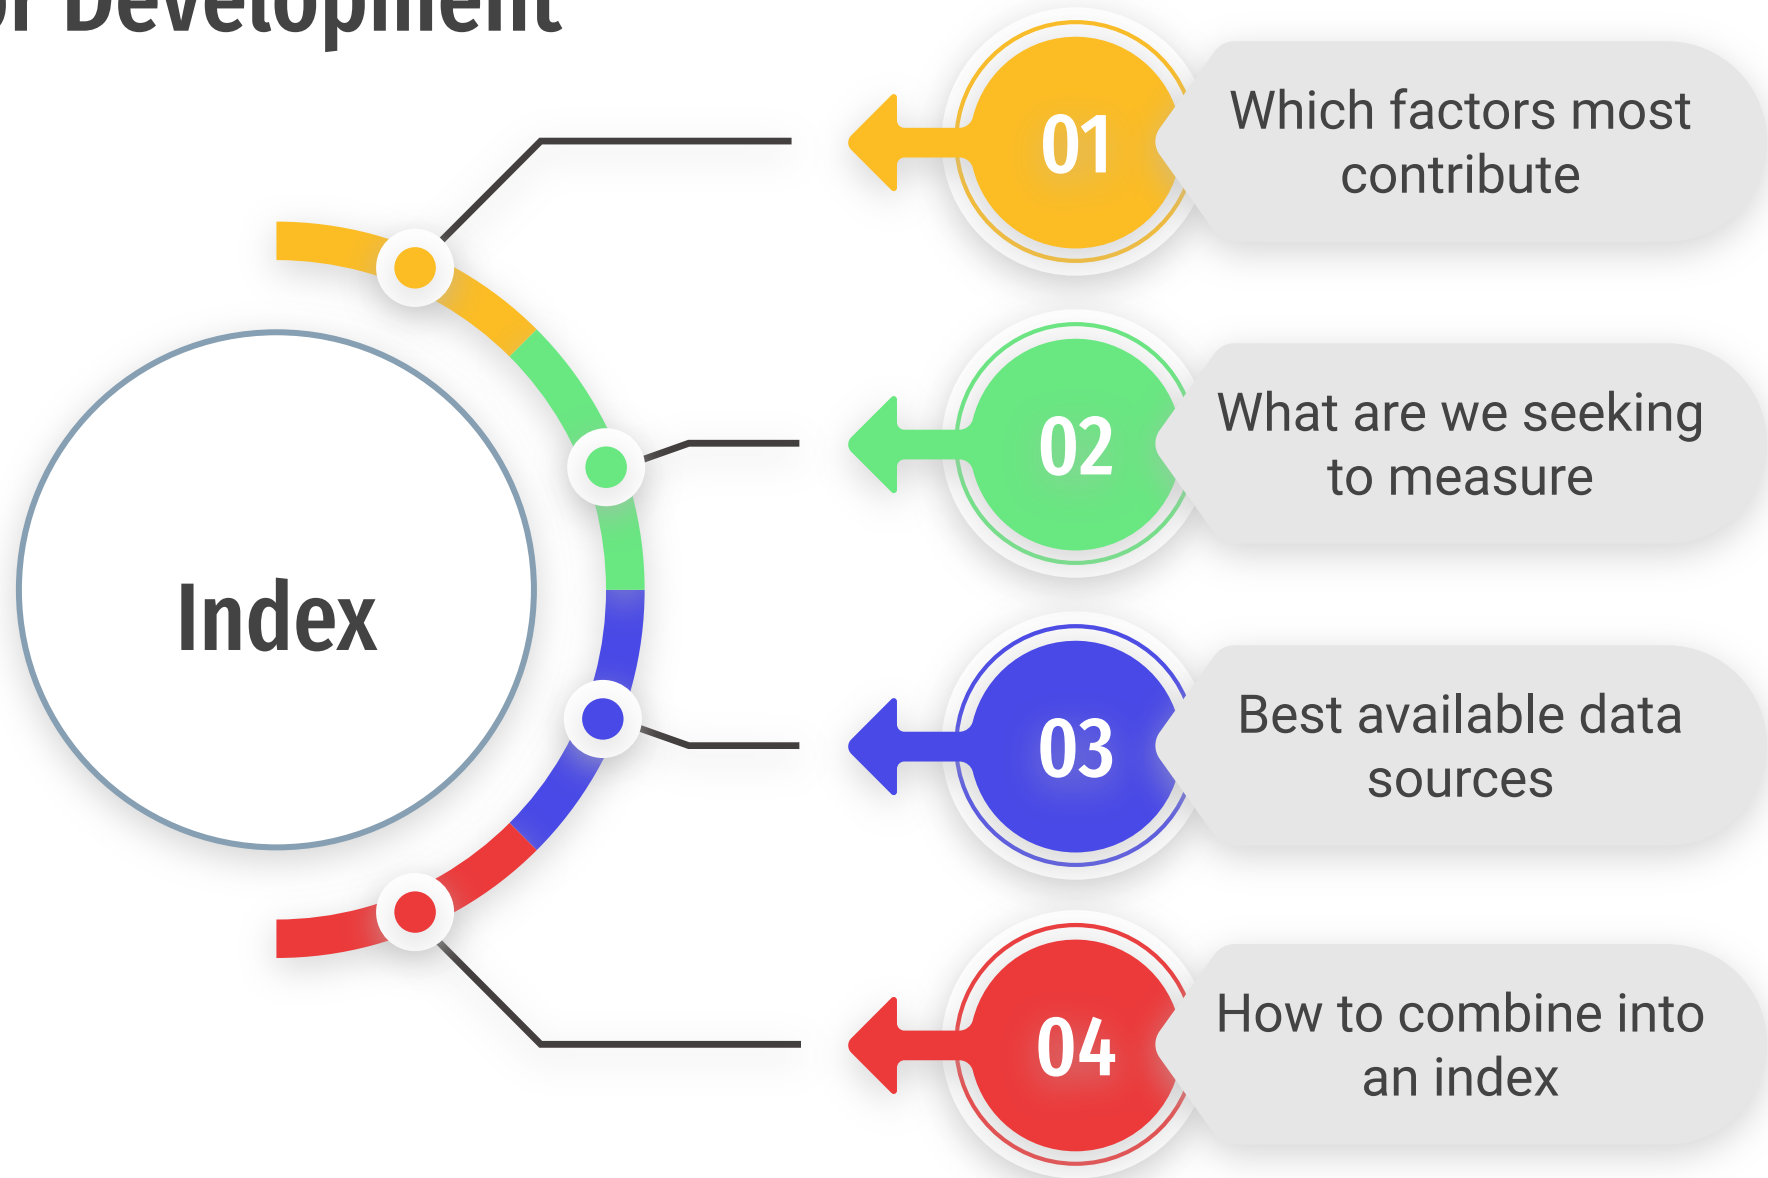 Development
01
Which factors most
contribute
02
What are we seeking
to measure
Index
03
Best available data
sources
04
How to combine into
an index